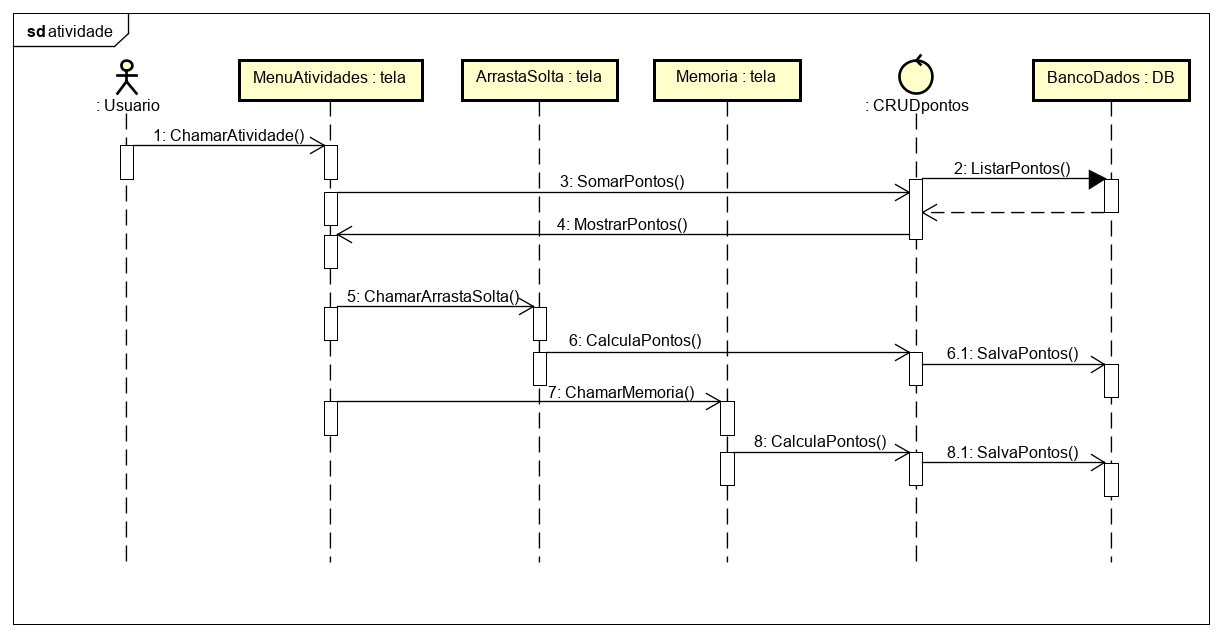 sd atividade
: Usuario
MenuAtividades : tela
ArrastaSolta : tela
Memoria : tela
: CRUDpontos
BancoDados : DB
1: ChamarAtividade()
2: ListarPontos()
3: SomarPontos()
4: MostrarPontos()
5: ChamarArrastaSolta()
6: CalculaPontos()
6.1: SalvaPontos()
7: ChamarMemoria()
8: CalculaPontos()
8.1: SalvaPontos()